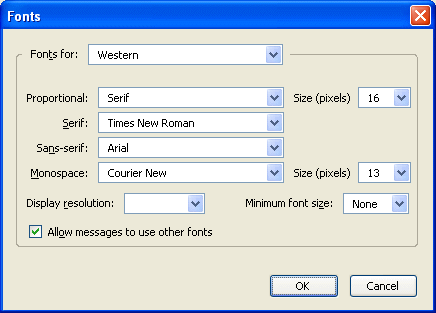 Fonts
Fonts for: Western
Proportional: Serif Size (pixels) 16
Serif: Times New Roman
Sans-serif: Arial
Monospace: Courier New Size (pixels) 13
Display resolution: Minimum font size: None
Allow messages to use other fonts
OK Cancel